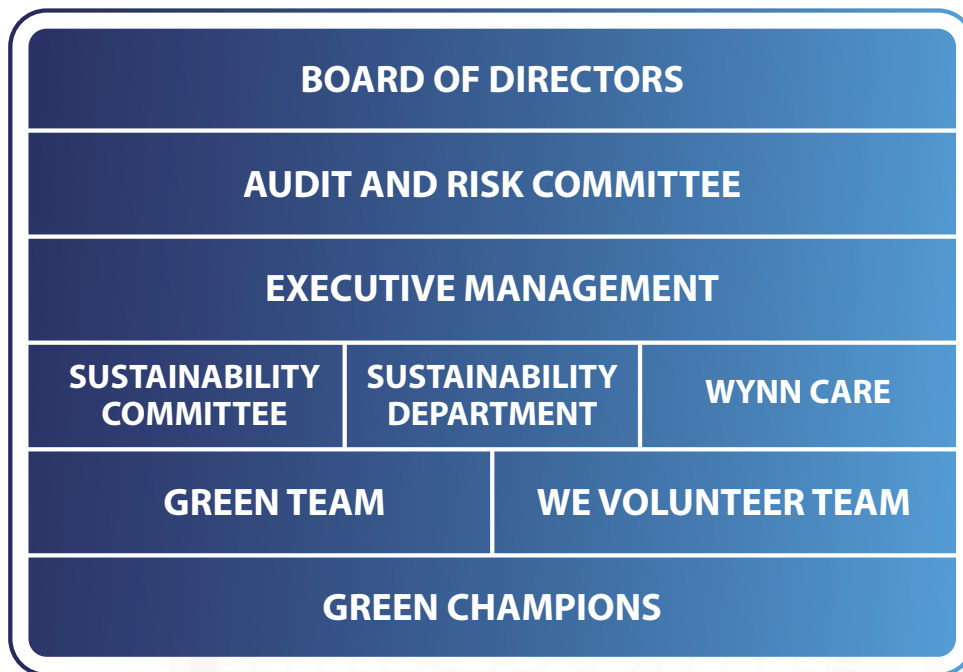 BOARD OF DIRECTORS
AUDIT AND RISK COMMITTEE
EXECUTIVE MANAGEMENT
SUSTAINABILITY
COMMITTEE
SUSTAINABILITY
DEPARTMENT
WYNN CARE
GREEN TEAM
WE VOLUNTEER TEAM
GREEN CHAMPIONS